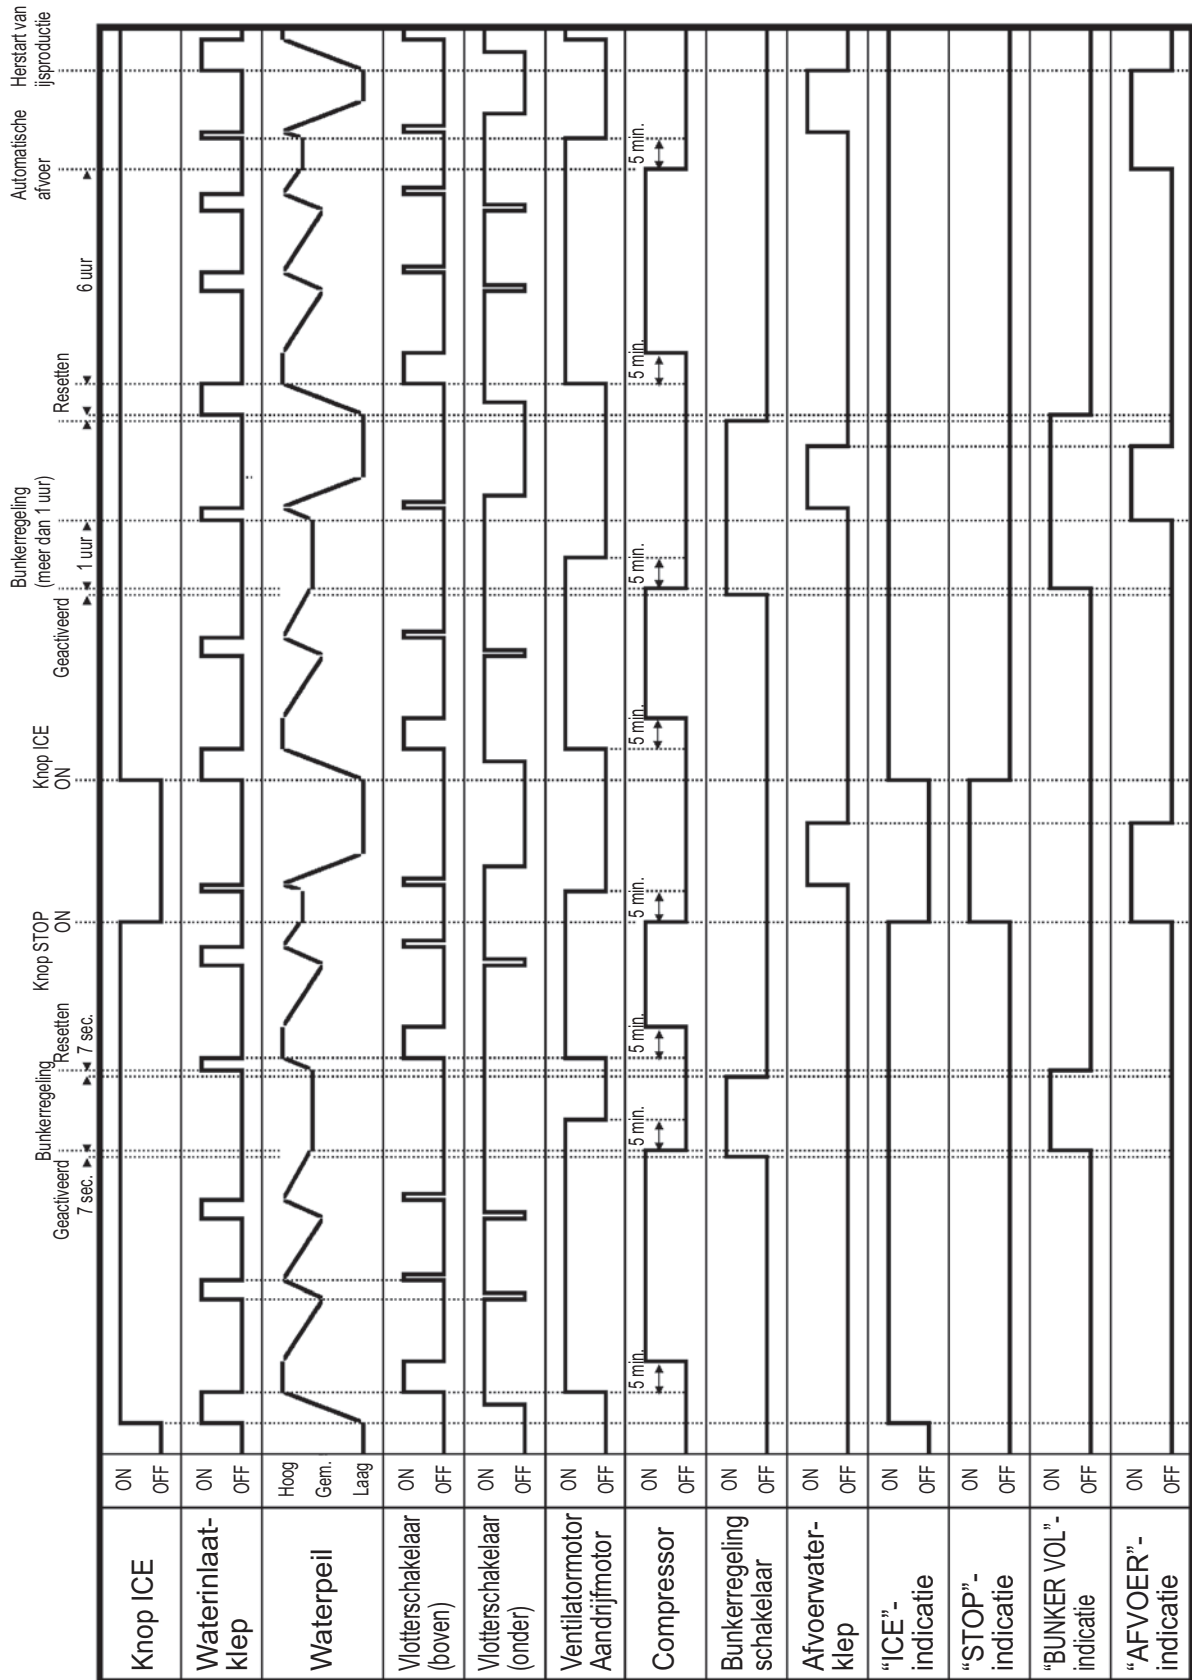 Geactiveerd
7 sec.
Bunkerregeling
Resetten
7 sec.
Knop STOP
ON
Knop ICE
ON
Geactiveerd
Bunkerregeling
(meer dan 1 uur)
1 uur
Resetten
6 uur
Automatische
afvoer
Herstart van
ijsproductie
Knop ICE
ON
OFF
Waterinlaat-
klep
ON
OFF
Waterpeil
Hoog
Gem.
Laag
Vlotterschakelaar
(boven)
ON
OFF
Vlotterschakelaar
(onder)
ON
OFF
Ventilatormotor
Aandrijfmotor
ON
OFF
Compressor
ON
OFF
5 min.
5 min.
5 min.
5 min.
5 min.
5 min.
5 min.
5 min.
Bunkerregeling
schakelaar
ON
OFF
Afvoerwater-
klep
ON
OFF
“ICE”-
indicatie
ON
OFF
“STOP”-
indicatie
ON
OFF
“BUNKER VOL”-
indicatie
ON
OFF
“AFVOER”-
indicatie
ON
OFF